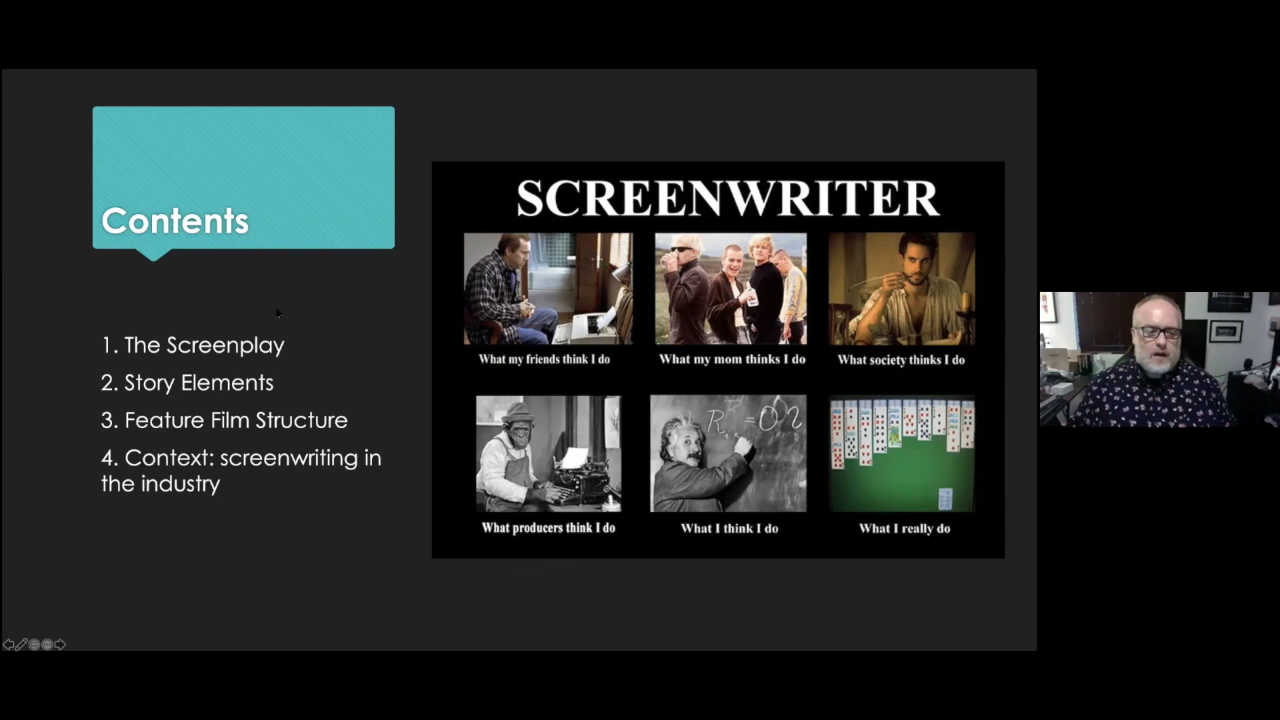 Contents
1. The Screenplay
2. Story Elements
3. Feature Film Structure
4. Context: screenwriting in
the industry
SCREENWRITER
What my friends think I do
What my mom thinks I do
What society thinks I do
What producers think I do
What I think I do
What I really do